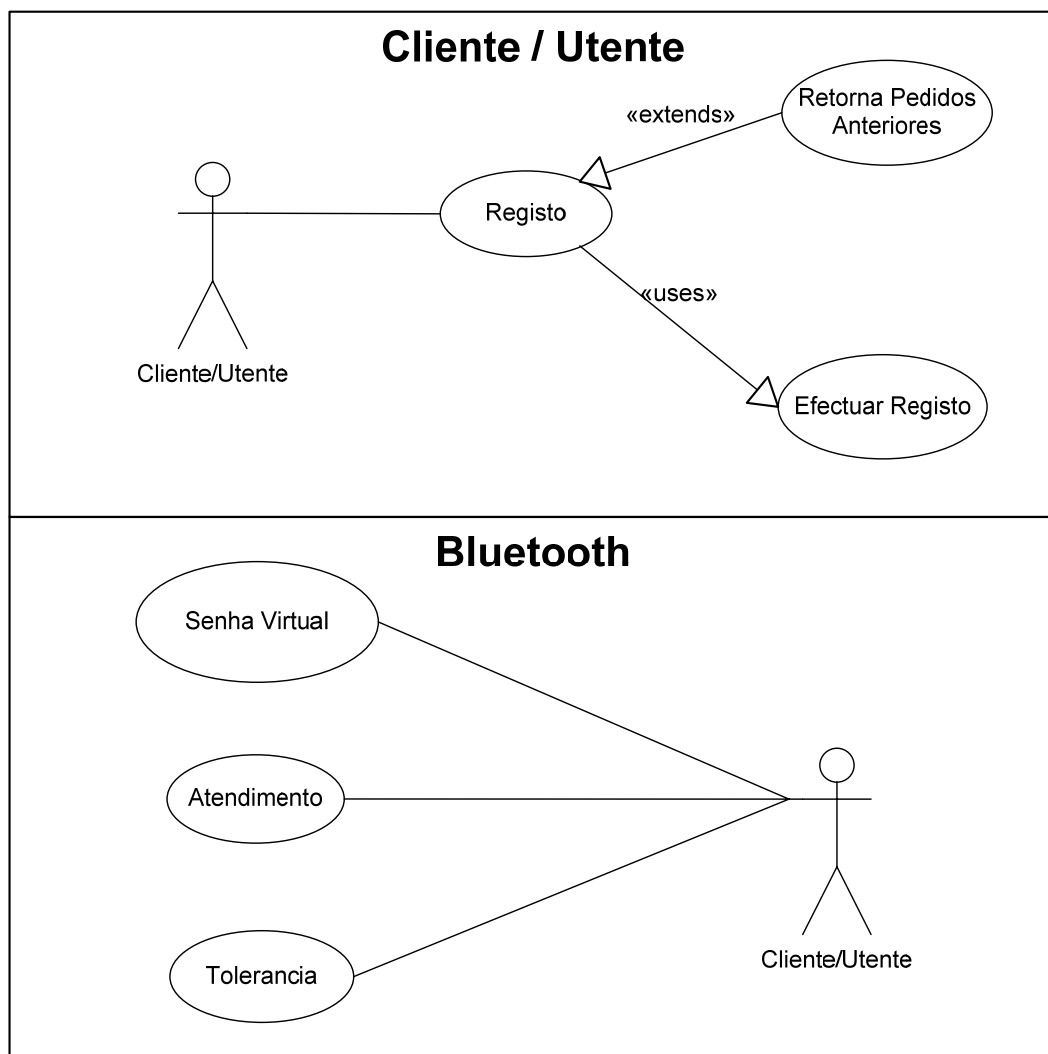 Cliente / Utente
«extends»
Retorna Pedidos
Anteriores
Registo
«uses»
Cliente/Utente
Efectuar Registo
Bluetooth
Senha Virtual
Atendimento
Tolerancia
Cliente/Utente